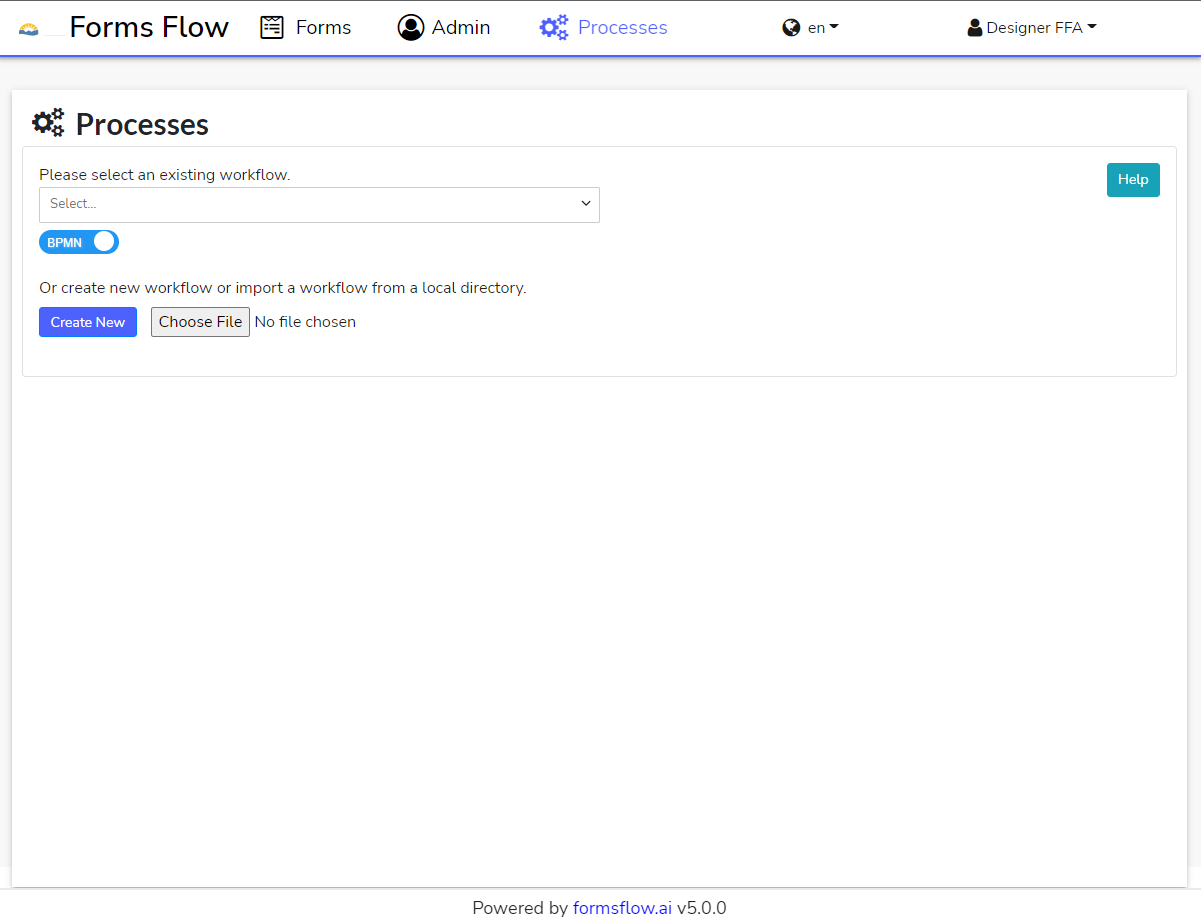 Forms Flow Forms Admin Processes en Designer FFA
Processes
Please select an existing workflow.
Help
Select...
BPMN
Or create new workflow or import a workflow from a local directory.
Create New Choose File No file chosen
Powered by formsflow.ai v5.0.0